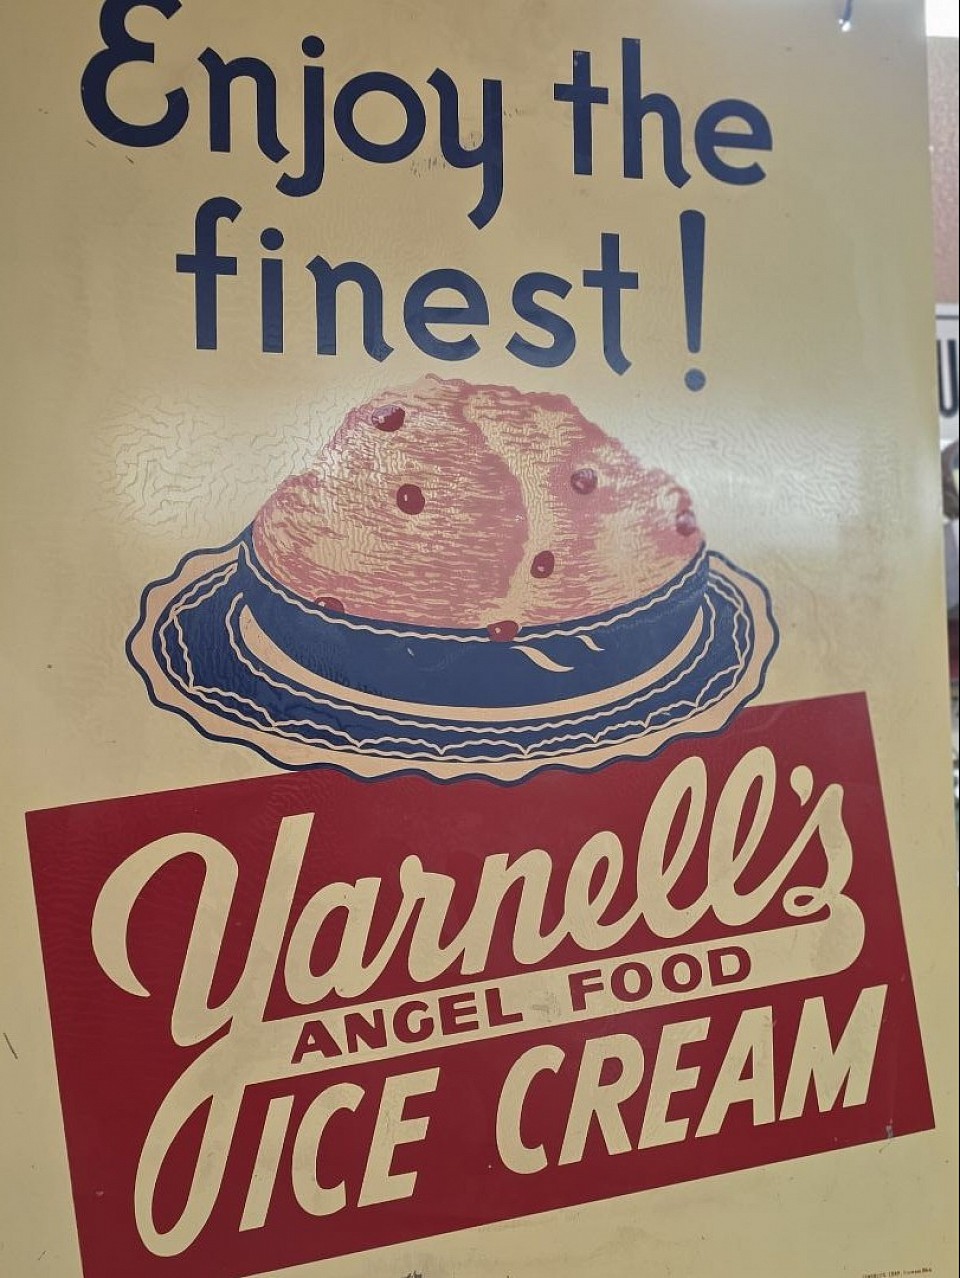 Enjoy the
finest!
Yarnell's
ANGEL FOOD
ICE CREAM
U